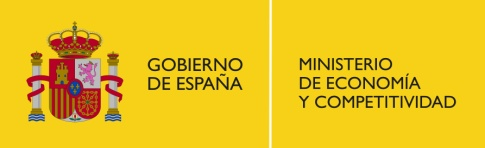 GOBIERNO
DE ESPAÑA
MINISTERIO
DE ECONOMÍA
Y COMPETITIVIDAD